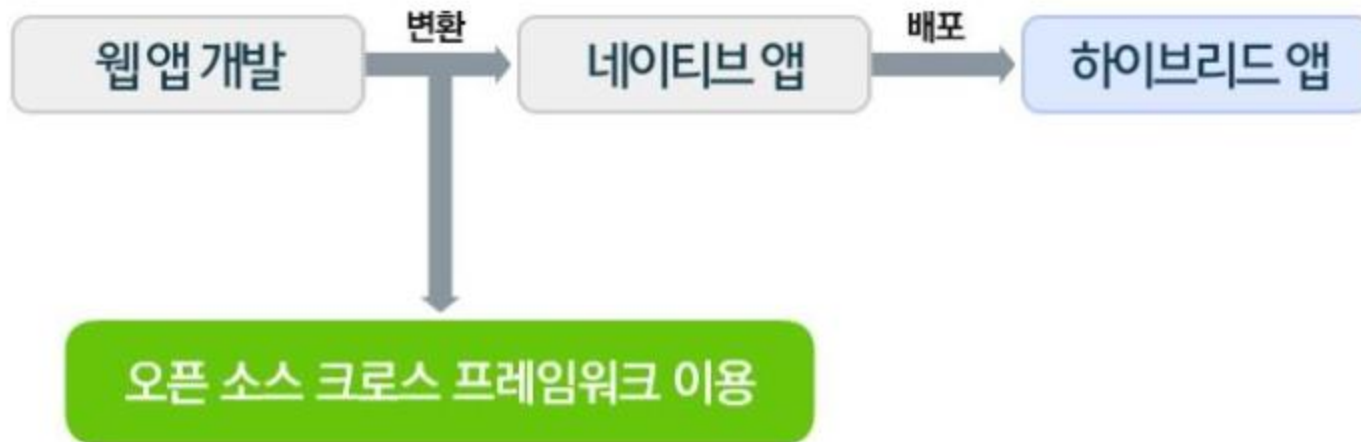 변환
배포
웹 앱 개발
네이티브 앱
하이브리드 앱
오픈 소스 크로스 프레임워크 이용